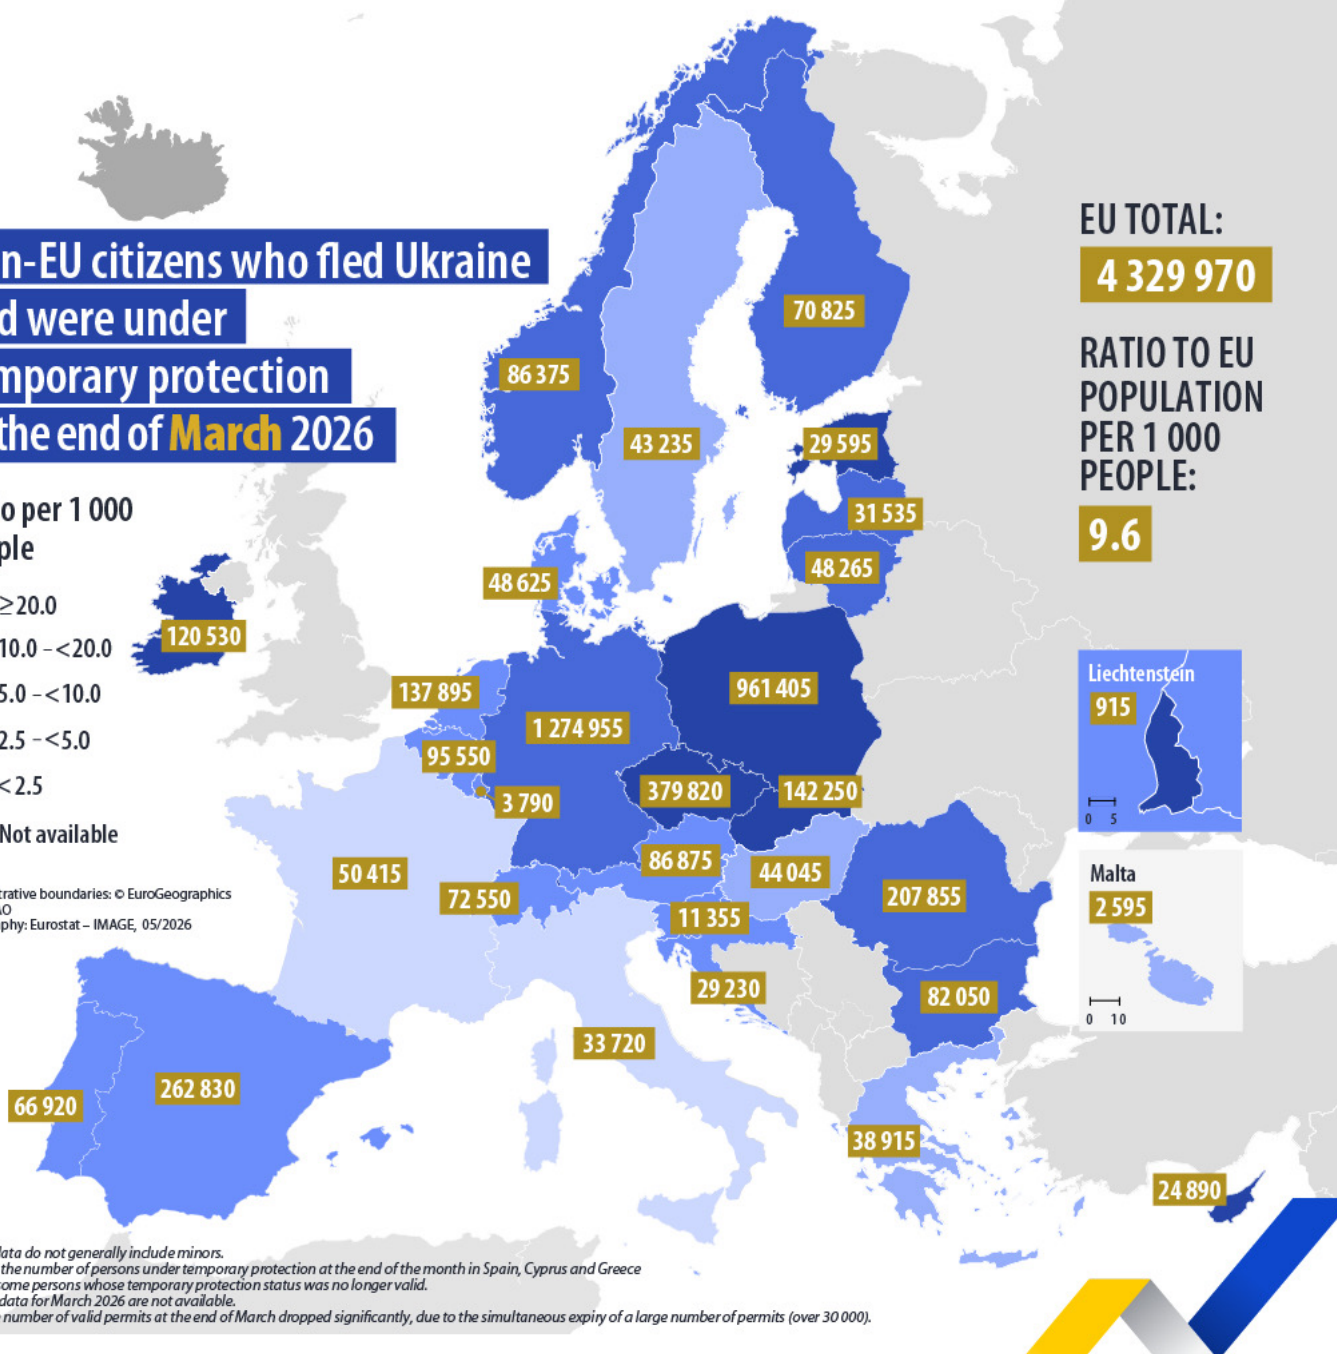 n-EU citizens who fled Ukraine
d were under
mporary protection
the end of March 2026
o per 1 000
ple
≥20.0
10.0 –<20.0
5.0 –<10.0
2.5 –<5.0
<2.5
Not available
trative boundaries: © EuroGeographics
AO
phy: Eurostat – IMAGE, 05/2026
EU TOTAL:
4 329 970
RATIO TO EU
POPULATION
PER 1 000
PEOPLE:
9.6
70 825
86 375
43 235
29 595
31 535
48 265
48 625
120 530
137 895
961 405
1 274 955
95 550
379 820
142 250
3 790
86 875
50 415
44 045
72 550
207 855
11 355
29 230
82 050
33 720
262 830
66 920
38 915
24 890
Liechtenstein
915
0 5
Malta
2 595
0 10
data do not generally include minors.
the number of persons under temporary protection at the end of the month in Spain, Cyprus and Greece
some persons whose temporary protection status was no longer valid.
data for March 2026 are not available.
number of valid permits at the end of March dropped significantly, due to the simultaneous expiry of a large number of permits (over 30 000).